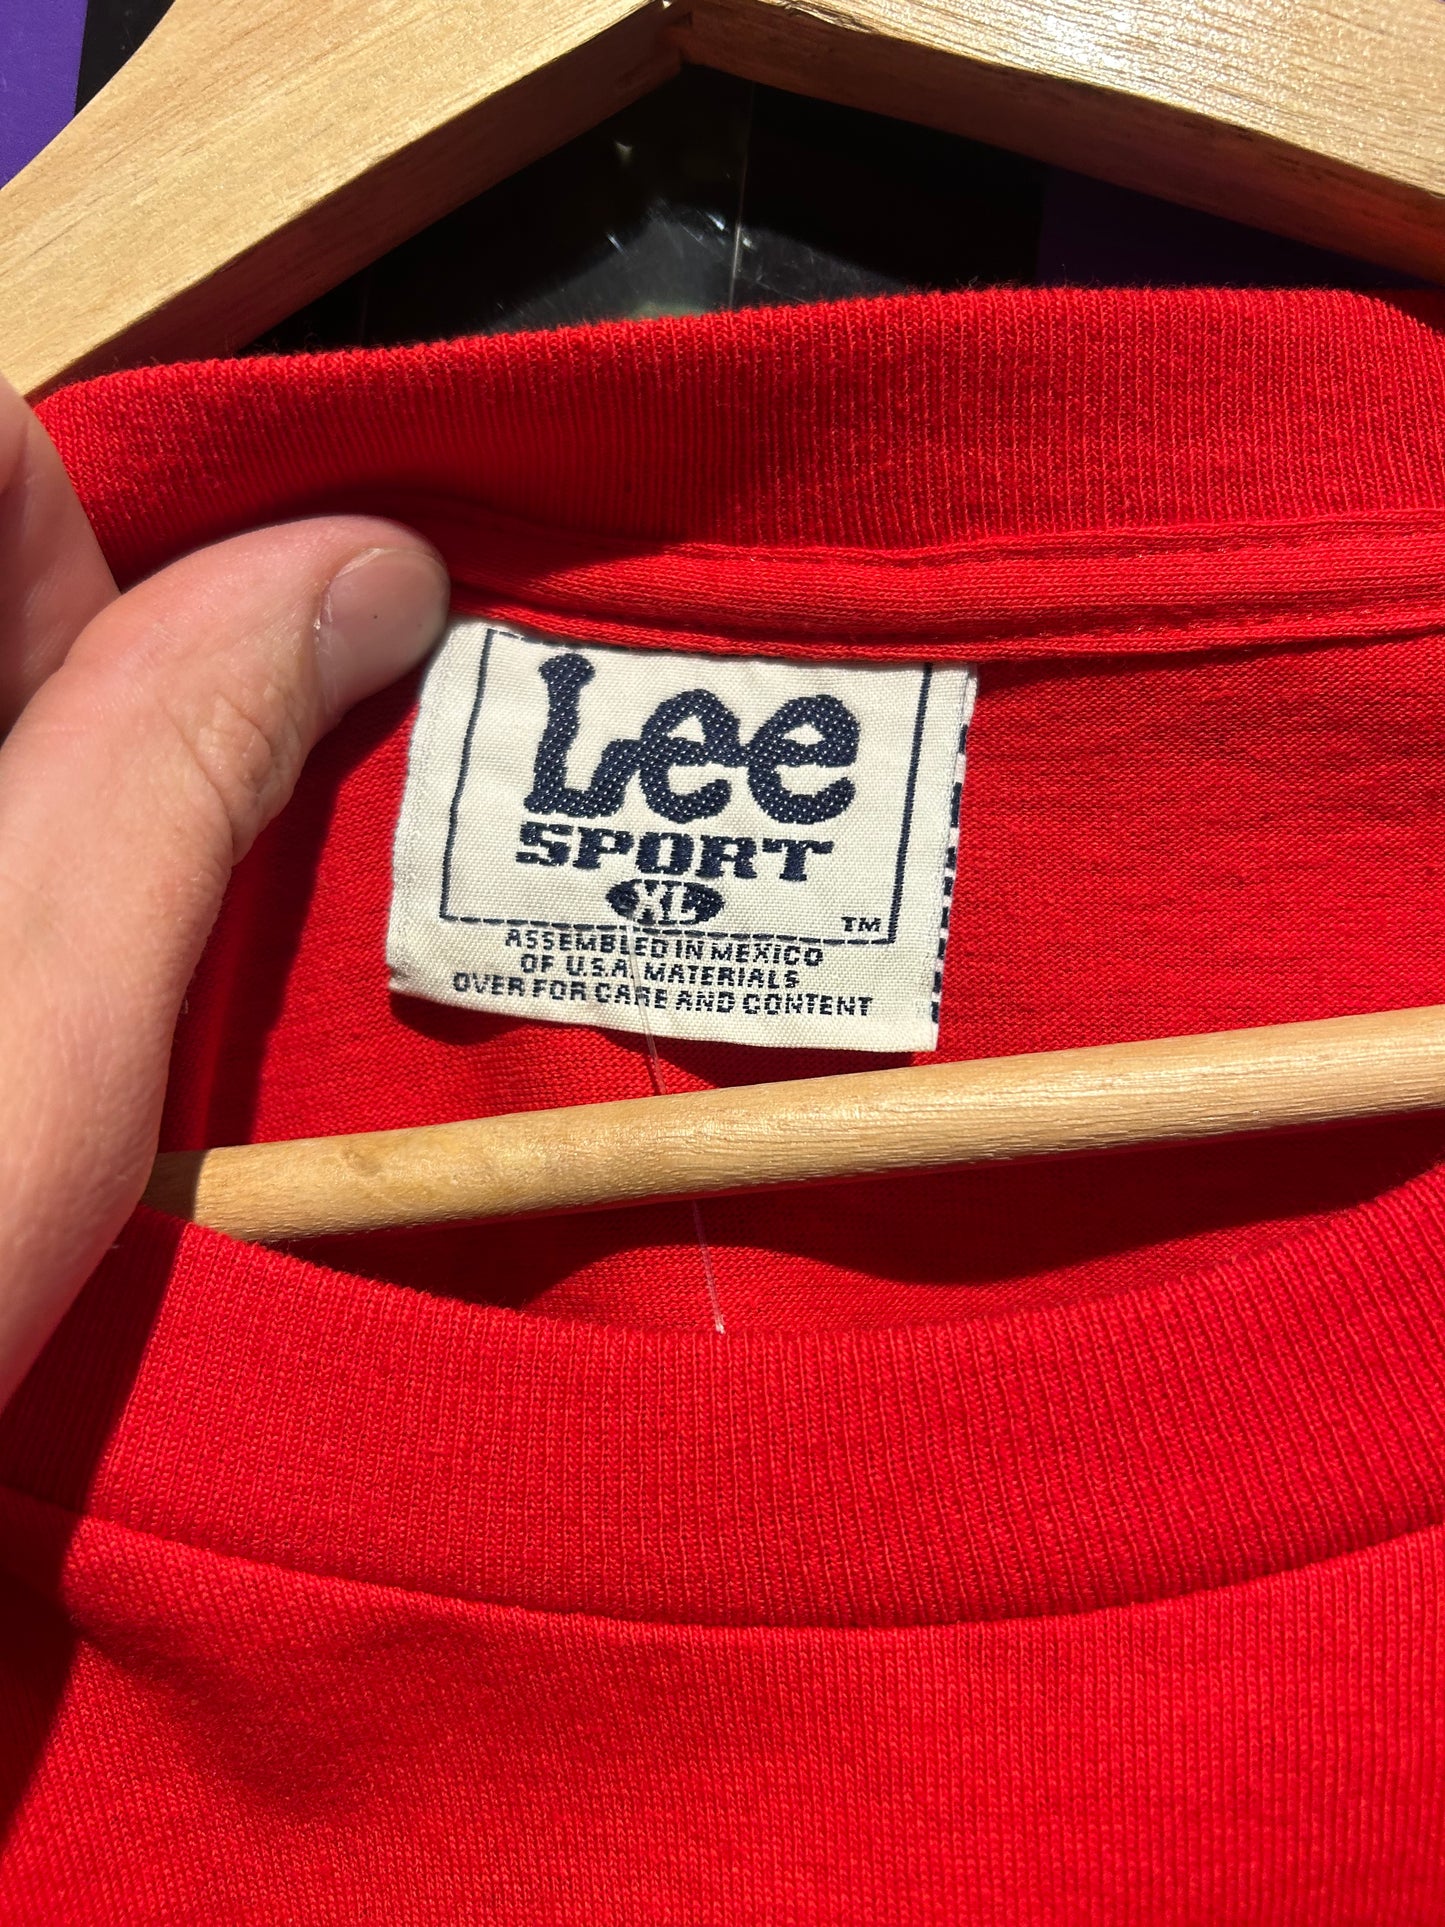 Lee
SPORT
XL
TM
ASSEMBLED IN MEXICO
OF U.S.A. MATERIALS
OVER FOR CARE AND CONTENT